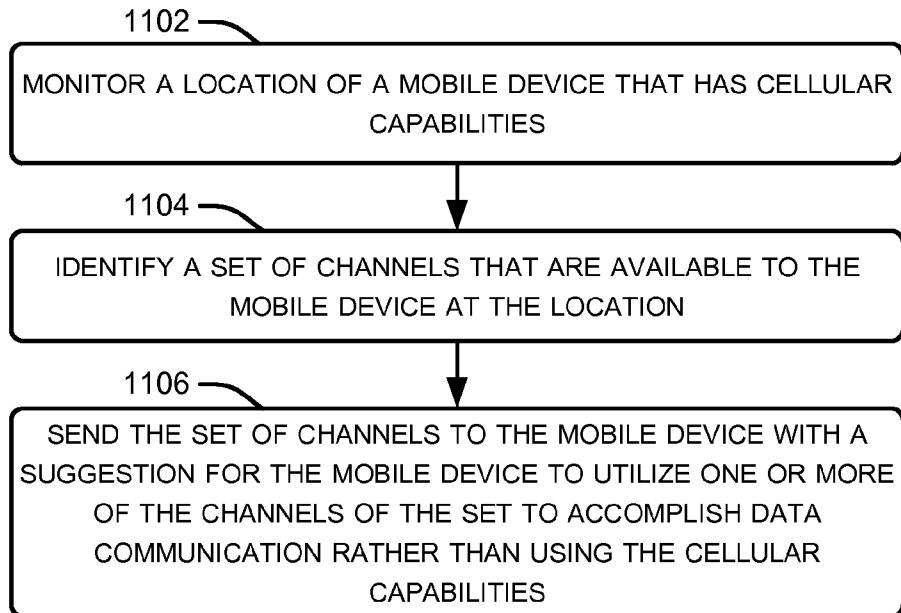 1102
MONITOR A LOCATION OF A MOBILE DEVICE THAT HAS CELLULAR
CAPABILITIES
1104
IDENTIFY A SET OF CHANNELS THAT ARE AVAILABLE TO THE
MOBILE DEVICE AT THE LOCATION
1106
SEND THE SET OF CHANNELS TO THE MOBILE DEVICE WITH A
SUGGESTION FOR THE MOBILE DEVICE TO UTILIZE ONE OR MORE
OF THE CHANNELS OF THE SET TO ACCOMPLISH DATA
COMMUNICATION RATHER THAN USING THE CELLULAR
CAPABILITIES